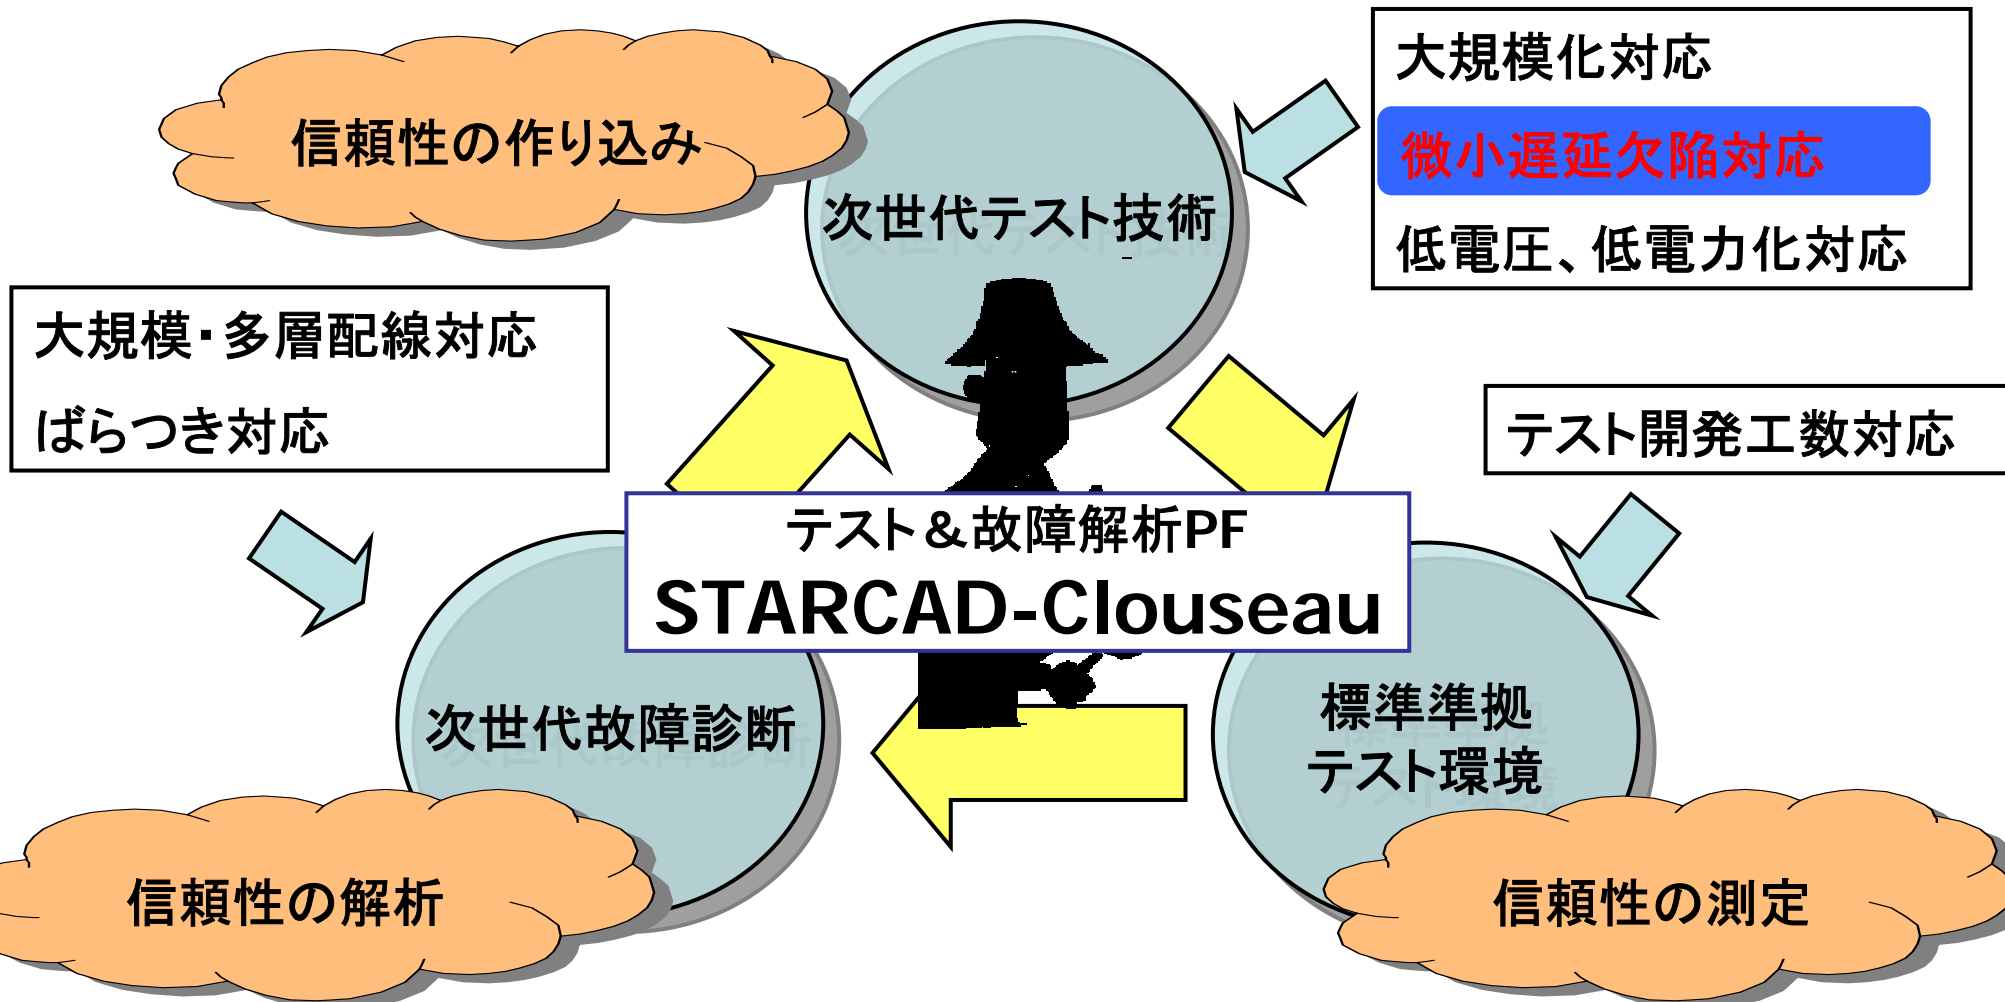 信頼性の作り込み
次世代テスト技術
大規模化対応
微小遅延欠陥対応
低電圧、低電力化対応
大規模・多層配線対応
ばらつき対応
テスト開発工数対応
テスト＆故障解析PF
STARCAD-Clouseau
次世代故障診断
標準準拠
テスト環境
信頼性の解析
信頼性の測定